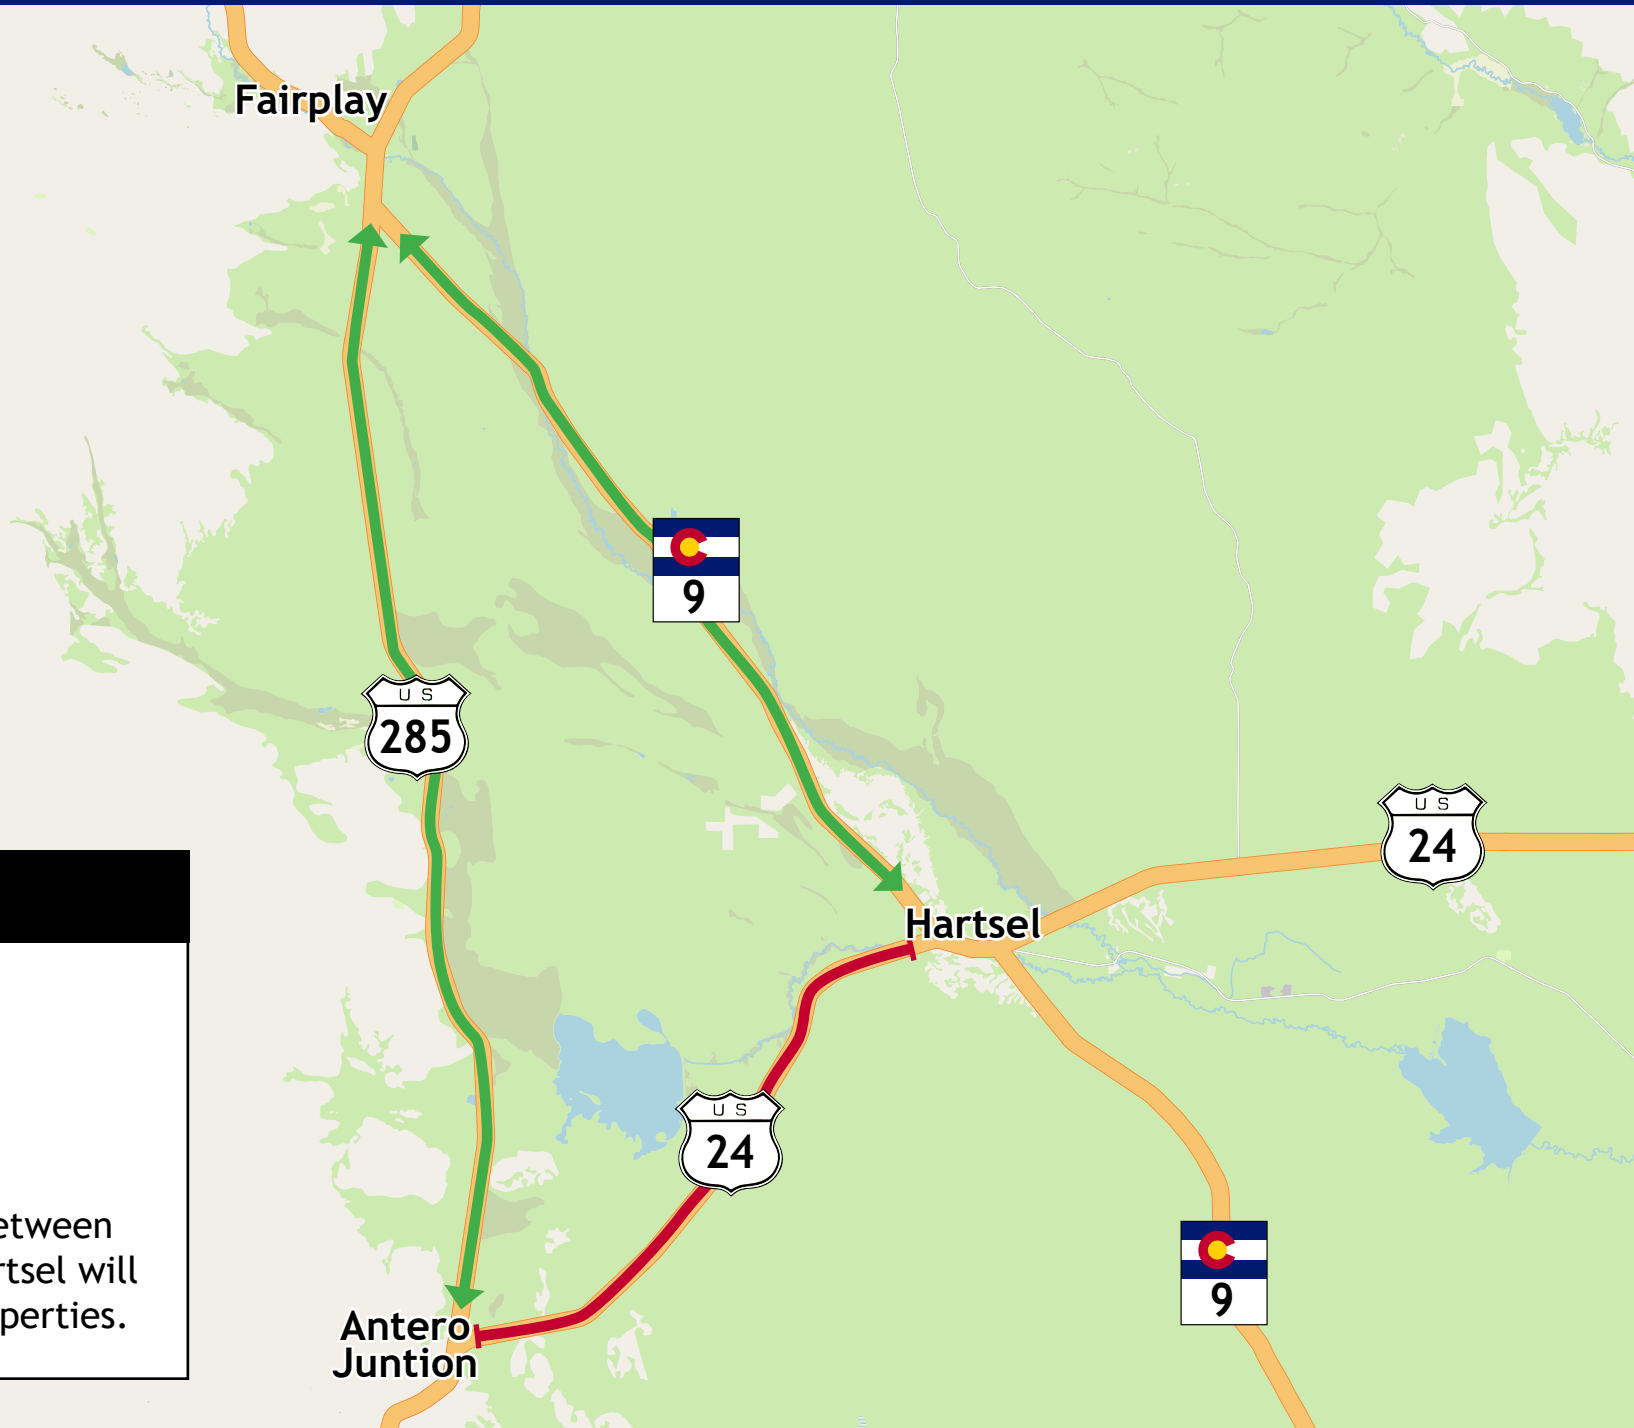 Fairplay
9
US
285
US
24
Hartsel
US
24
9
etween
rtsel will
perties.
Antero
Juntion